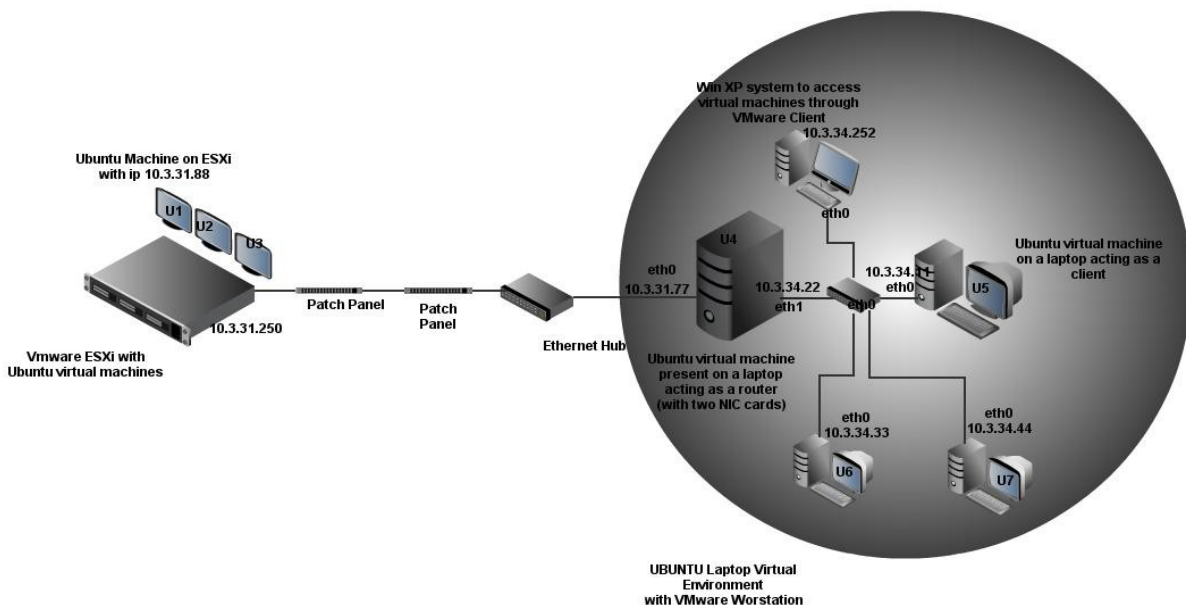 Win XP system to access
virtual machines through
VMware Client
10.3.34.252
eth0
Ubuntu Machine on ESXi
with ip 10.3.31.88
U1
U2
U3
10.3.31.250
Vmware ESXi with
Ubuntu virtual machines
Patch Panel
Patch
Panel
Ethernet Hub
eth0
10.3.31.77
U4
10.3.34.22
eth1
Ubuntu virtual machine
present on a laptop
acting as a router
(with two NIC cards)
eth0
10.3.34.11
eth0
U5
Ubuntu virtual machine
on a laptop acting as a
client
eth0
10.3.34.33
U6
eth0
10.3.34.44
U7
UBUNTU Laptop Virtual
Environment
with VMware Worstation